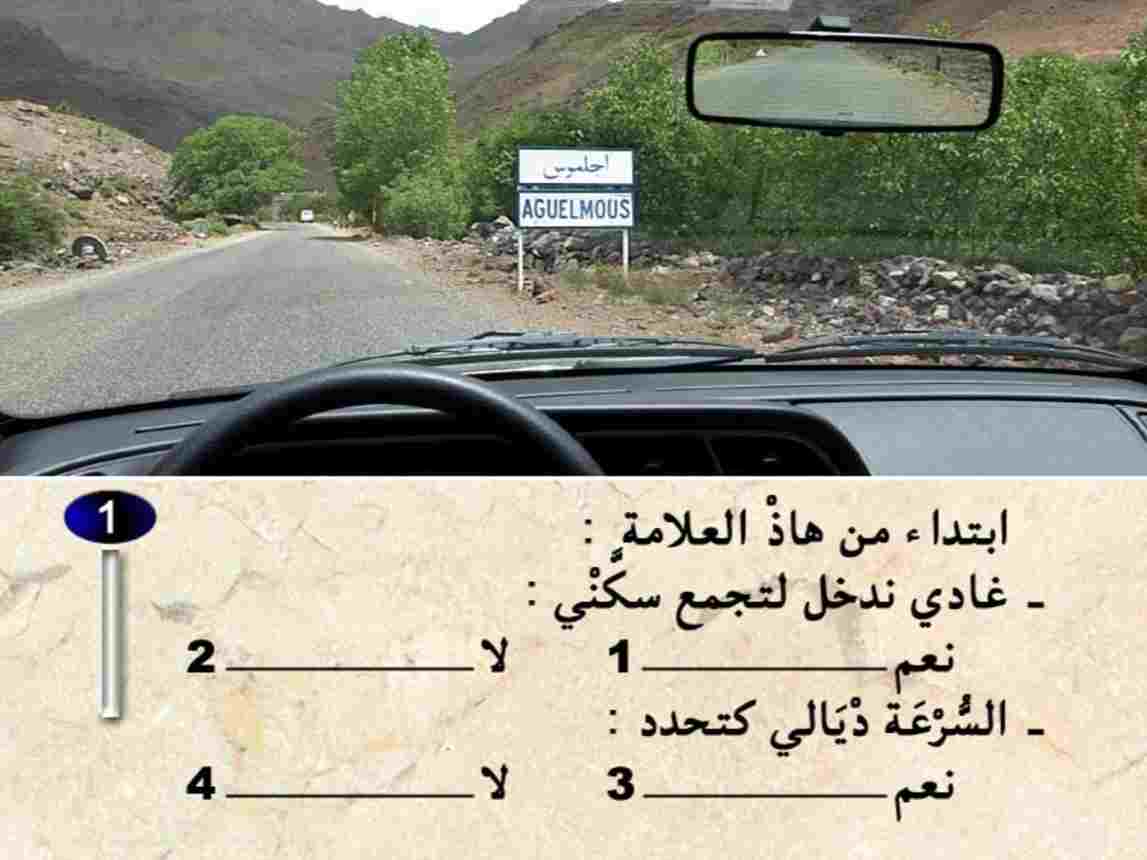 اجلموس
AGUELMOUS
1
ابتداء من هاذْ العلامة :
ـ غادي ندخل لتجمع سكَّنْي :
نعم 1 لا 2
ـ السُّرْعَة دْيَالي كتحدد :
نعم 3 لا 4